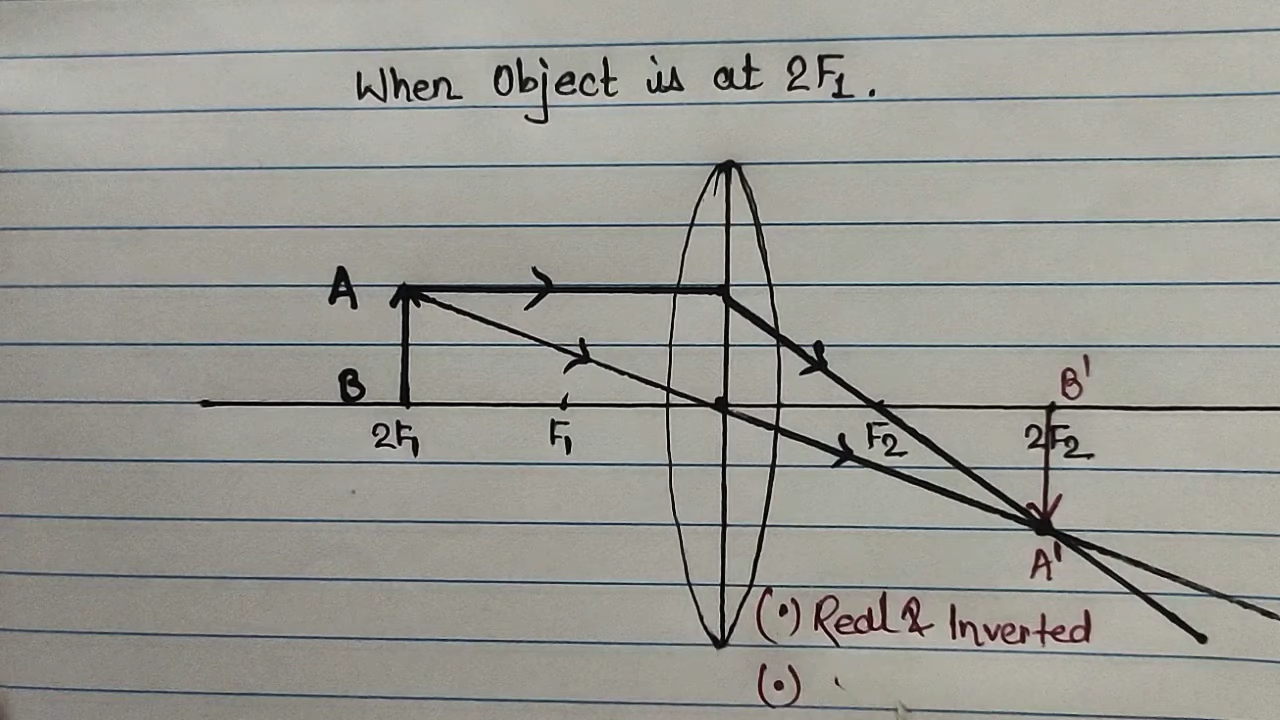 When Object is at 2F1.
A
B
B'
2F1
F1
F2
2F2
A'
(•) Real & Inverted
(•)